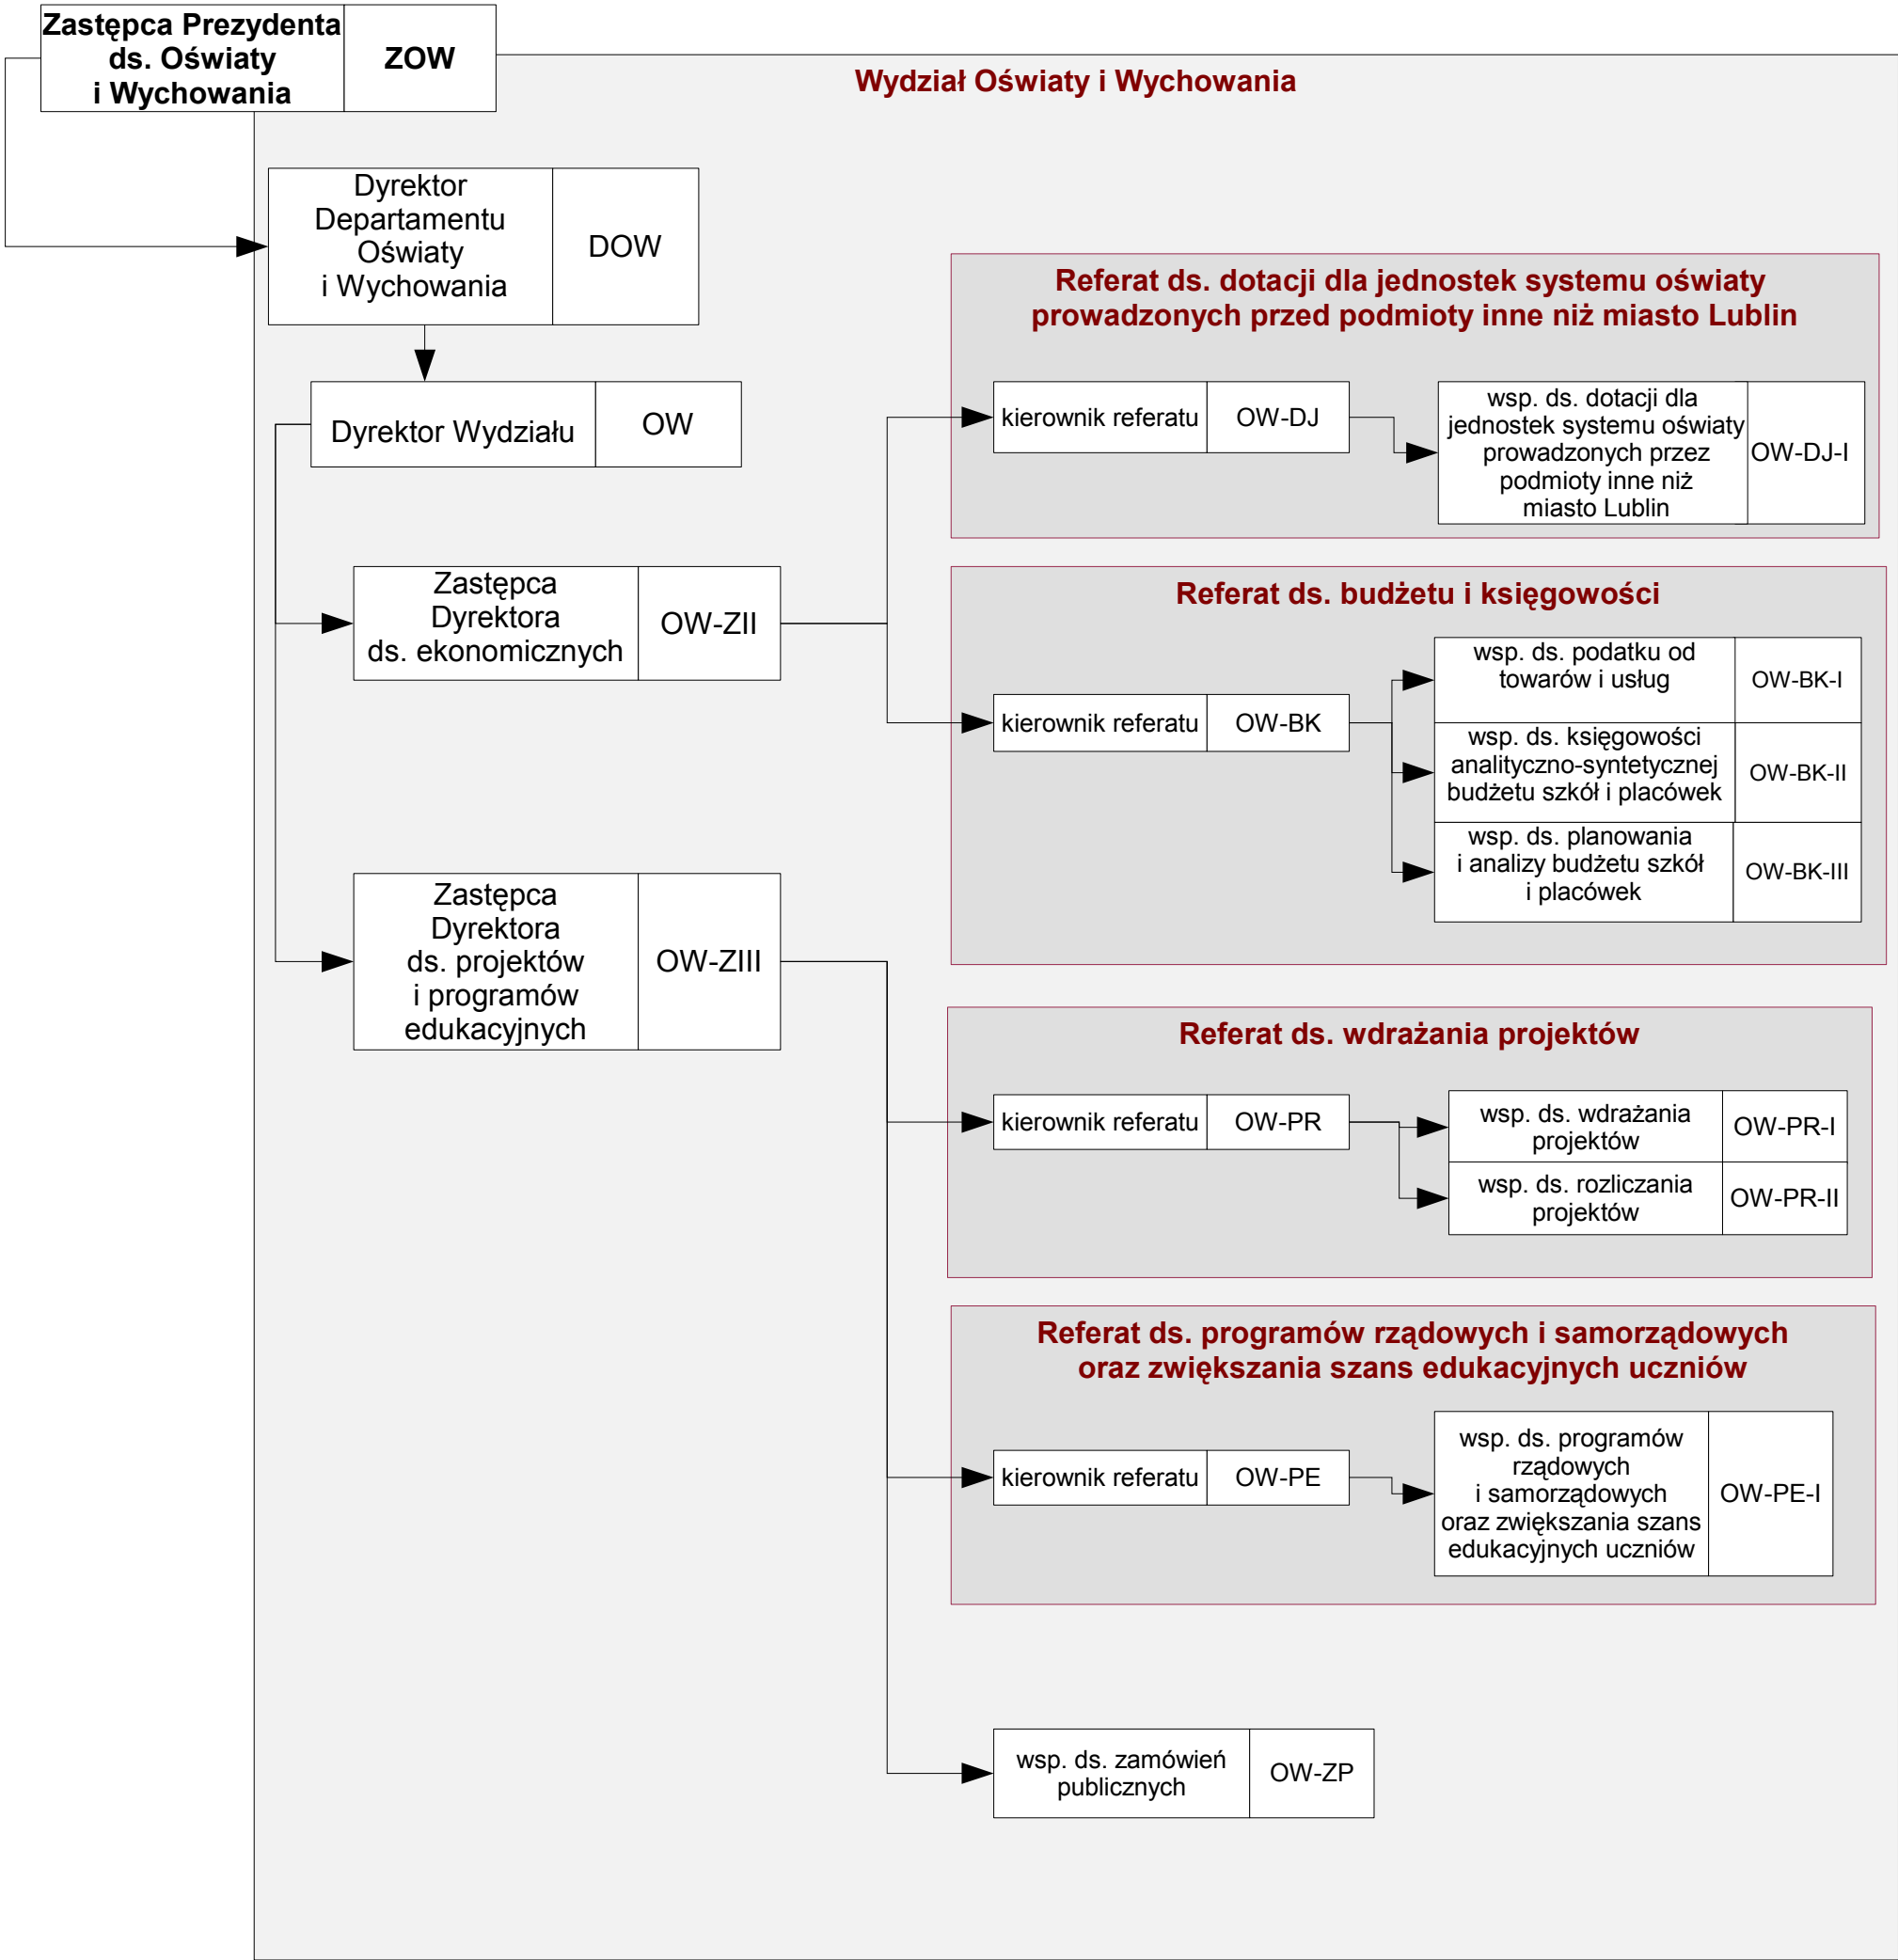 Zastępca Prezydenta
ds. Oświaty
i Wychowania
ZOW
Wydział Oświaty i Wychowania
Dyrektor
Departamentu
Oświaty
i Wychowania
DOW
Dyrektor Wydziału
OW
Zastępca
Dyrektora
ds. ekonomicznych
OW-ZII
Referat ds. dotacji dla jednostek systemu oświaty
prowadzonych przed podmioty inne niż miasto Lublin
kierownik referatu
OW-DJ
wsp. ds. dotacji dla
jednostek systemu oświaty
prowadzonych przez
podmioty inne niż
miasto Lublin
OW-DJ-I
Referat ds. budżetu i księgowości
kierownik referatu
OW-BK
wsp. ds. podatku od
towarów i usług
OW-BK-I
wsp. ds. księgowości
analityczno-syntetycznej
budżetu szkół i placówek
OW-BK-II
wsp. ds. planowania
i analizy budżetu szkół
i placówek
OW-BK-III
Zastępca
Dyrektora
ds. projektów
i programów
edukacyjnych
OW-ZIII
Referat ds. wdrażania projektów
kierownik referatu
OW-PR
wsp. ds. wdrażania
projektów
OW-PR-I
wsp. ds. rozliczania
projektów
OW-PR-II
Referat ds. programów rządowych i samorządowych
oraz zwiększania szans edukacyjnych uczniów
kierownik referatu
OW-PE
wsp. ds. programów
rządowych
i samorządowych
oraz zwiększania szans
edukacyjnych uczniów
OW-PE-I
wsp. ds. zamówień
publicznych
OW-ZP